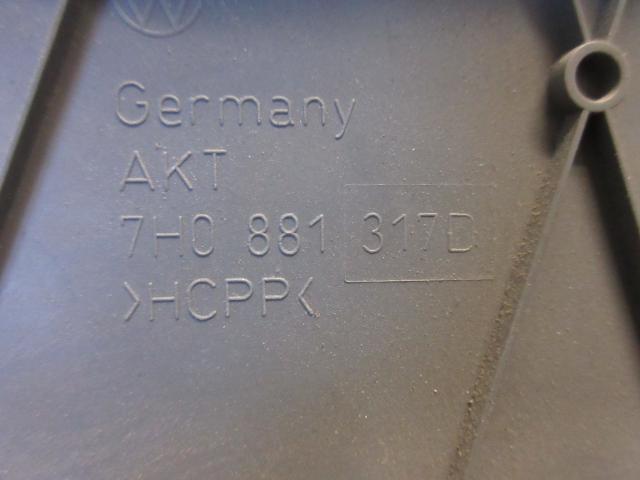 Germany
AKT
7H0 881 317D
>HCPP<